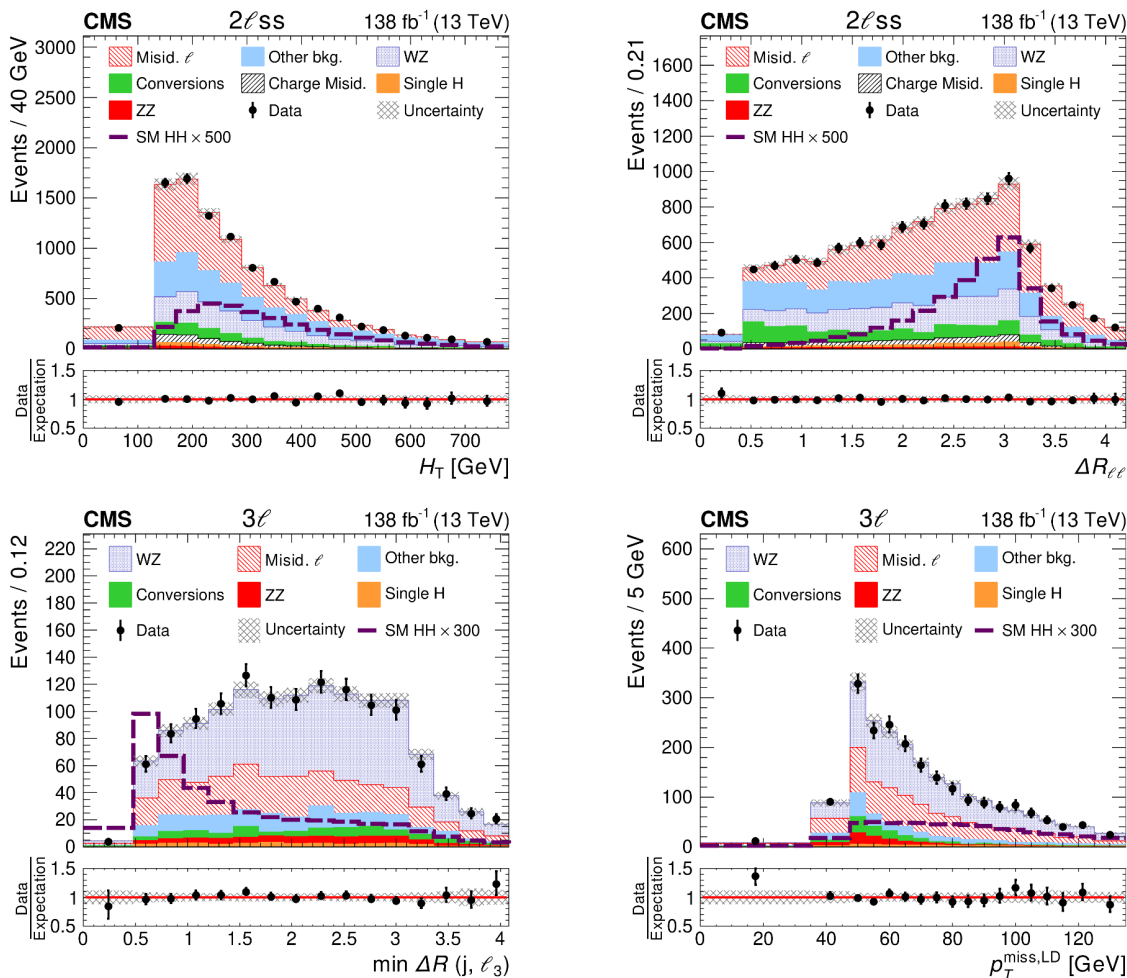 CMS 2ℓss 138 fb⁻¹ (13 TeV)
Events / 40 GeV
3000
2500
2000
1500
1000
500
0
Misid. ℓ Other bkg. WZ
Conversions Charge Misid. Single H
ZZ Data Uncertainty
SM HH × 500
Data
Expectation
1.5
1
0.5
0 100 200 300 400 500 600 700
H_T [GeV]
CMS 2ℓss 138 fb⁻¹ (13 TeV)
Events / 0.21
1600
1400
1200
1000
800
600
400
200
0
Misid. ℓ Other bkg. WZ
Conversions Charge Misid. Single H
ZZ Data Uncertainty
SM HH × 500
Data
Expectation
1.5
1
0.5
0 0.5 1 1.5 2 2.5 3 3.5 4
ΔR_ℓℓ
CMS 3ℓ 138 fb⁻¹ (13 TeV)
Events / 0.12
220
200
180
160
140
120
100
80
60
40
20
0
WZ Misid. ℓ Other bkg.
Conversions ZZ Single H
Data Uncertainty SM HH × 300
Data
Expectation
1.5
1
0.5
0 0.5 1 1.5 2 2.5 3 3.5 4
min ΔR (j, ℓ₃)
CMS 3ℓ 138 fb⁻¹ (13 TeV)
Events / 5 GeV
600
500
400
300
200
100
0
WZ Misid. ℓ Other bkg.
Conversions ZZ Single H
Data Uncertainty SM HH × 300
Data
Expectation
1.5
1
0.5
0 20 40 60 80 100 120
p_T^miss,LD [GeV]